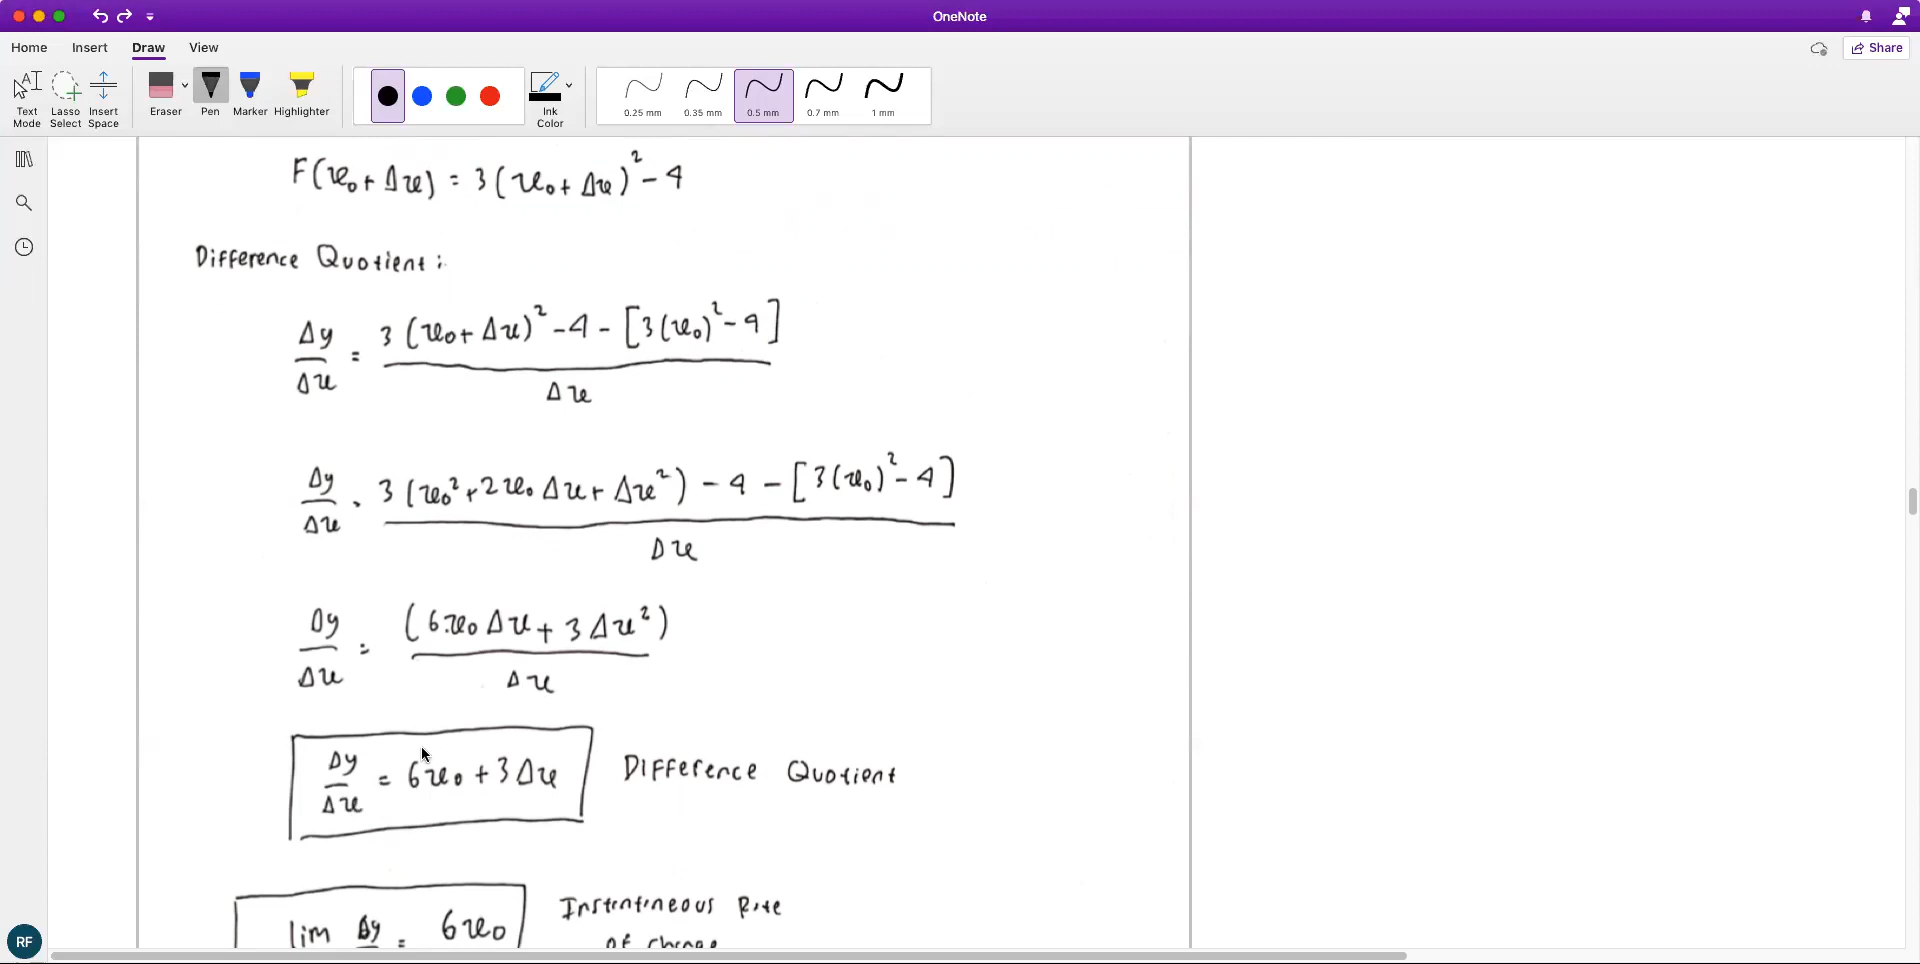 OneNote
Home Insert Draw View
Share
Text Mode
Lasso Select
Insert Space
Eraser
Pen
Marker
Highlighter
Ink Color
0.25 mm
0.35 mm
0.5 mm
0.7 mm
1 mm
F(x₀+Δx) = 3(x₀+Δx)² - 4
Difference Quotient:
Δy/Δx = (3(x₀+Δx)² - 4 - [3(x₀)² - 4])/Δx
Δy/Δx = (3(x₀² + 2x₀Δx + Δx²) - 4 - [3(x₀)² - 4])/Δx
Δy/Δx = (6x₀Δx + 3Δx²)/Δx
Δy/Δx = 6x₀ + 3Δx Difference Quotient
lim Δy = 6x₀ Instantneous Rate
of change
RF